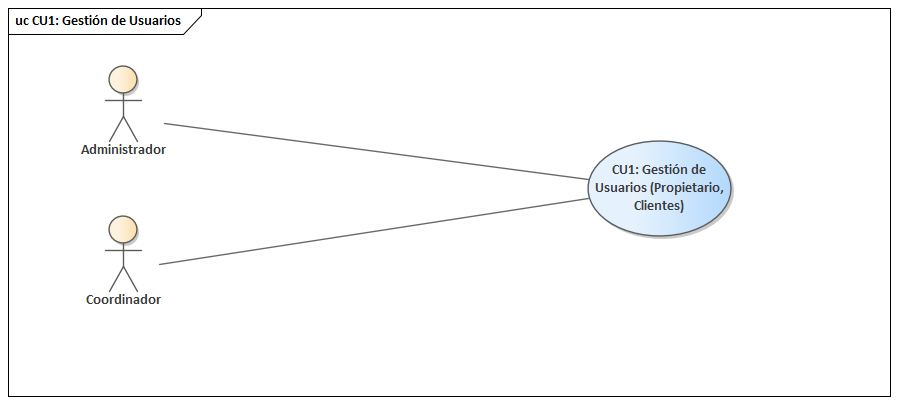 uc CU1: Gestión de Usuarios
Administrador
CU1: Gestión de
Usuarios (Propietario,
Clientes)
Coordinador